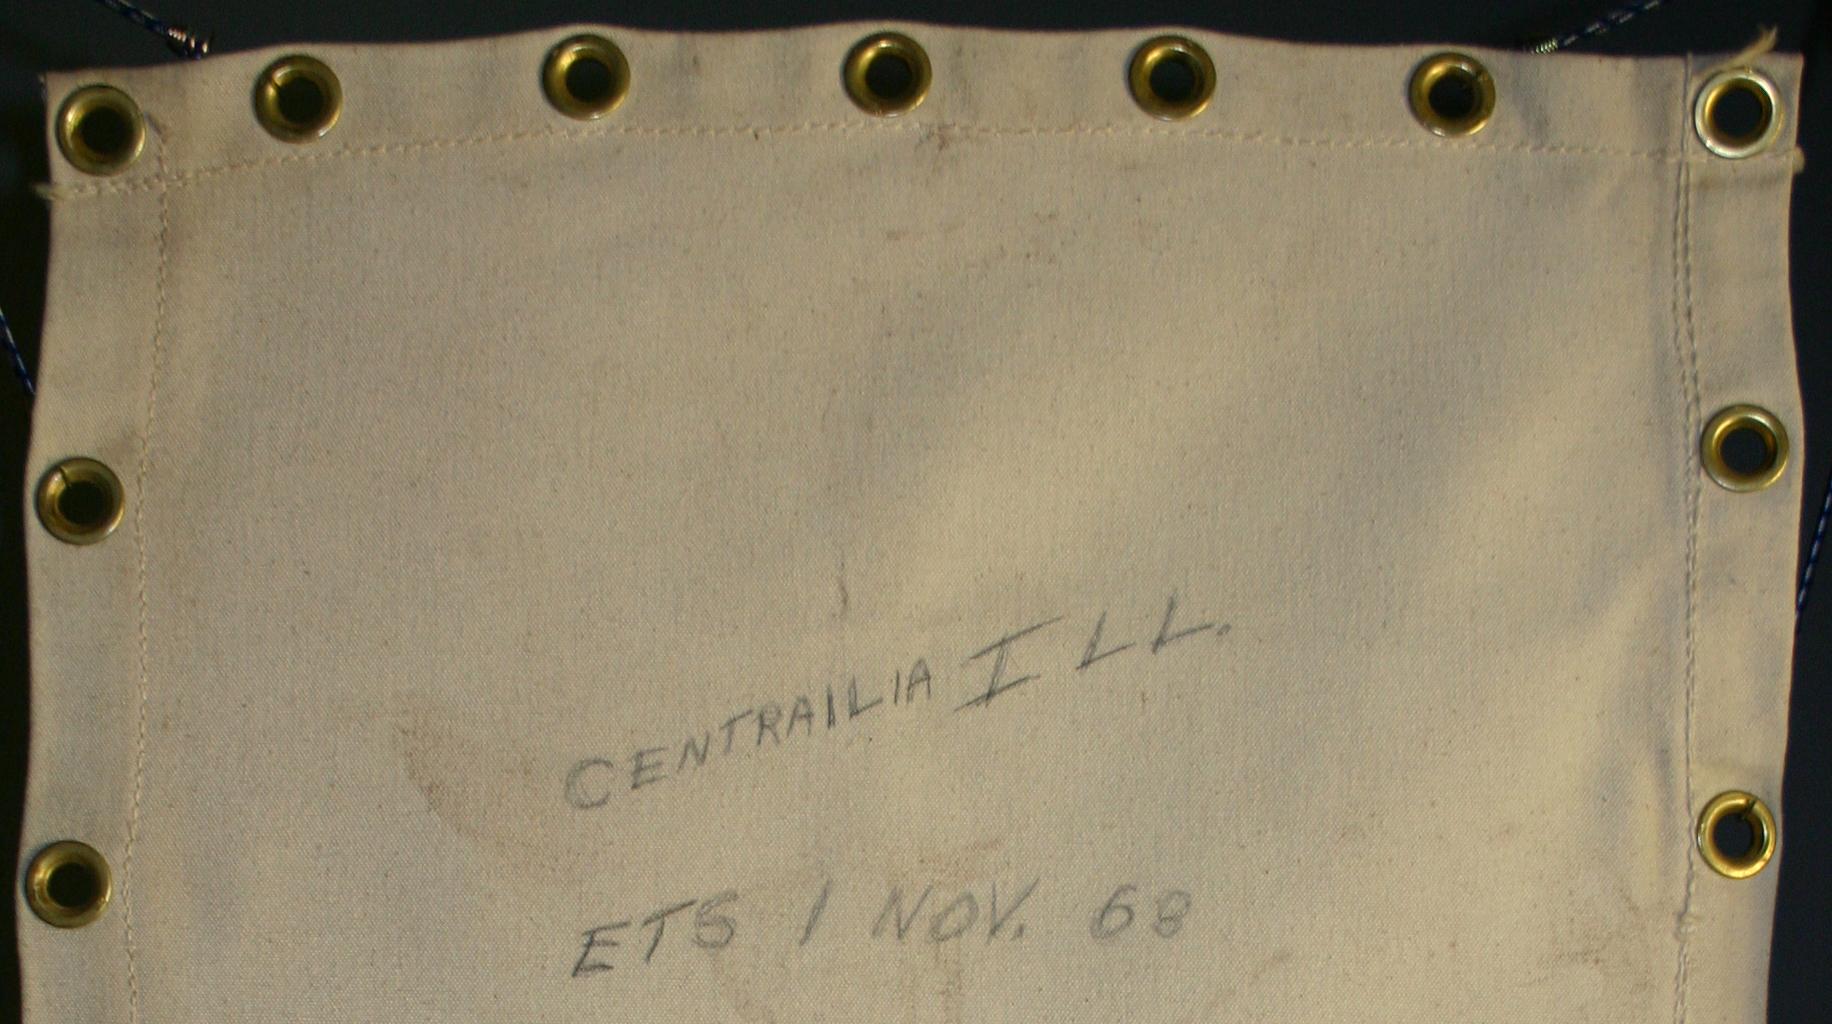 CENTRAILIA ILL.
ETS 1 NOV. 68